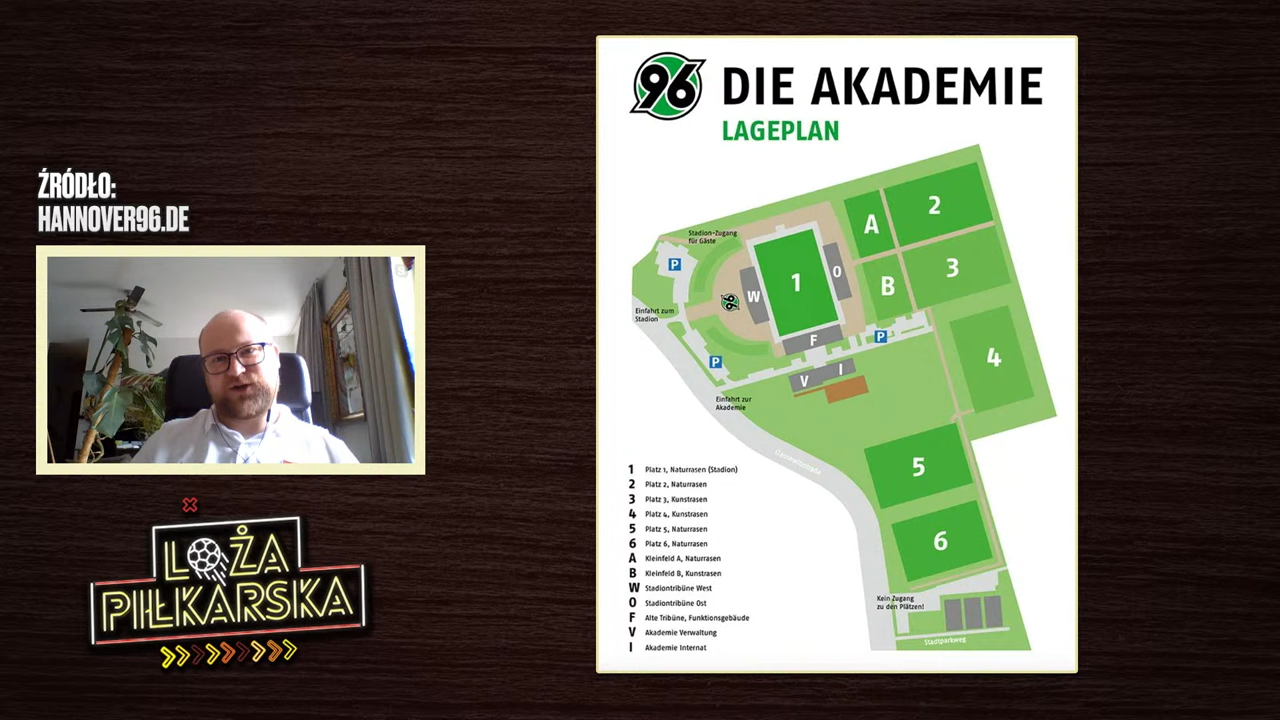 ŹRÓDŁO:
HANNOVER96.DE
LOŻA
PIŁKARSKA
96 DIE AKADEMIE
LAGEPLAN
Stadion-Zugang
für Gäste
P
Einfahrt zum
Stadion
96
W
1
O
A
2
B
3
F
P
P
V
I
4
Einfahrt zur
Akademie
5
6
Kein Zugang
zu den Plätzen!
Stadtparkweg
1 Platz 1, Naturrasen (Stadion)
2 Platz 2, Naturrasen
3 Platz 3, Kunstrasen
4 Platz 4, Kunstrasen
5 Platz 5, Naturrasen
6 Platz 6, Naturrasen
A Kleinfeld A, Naturrasen
B Kleinfeld B, Kunstrasen
W Stadiontribüne West
O Stadiontribüne Ost
F Alte Tribüne, Funktionsgebäude
V Akademie Verwaltung
I Akademie Internat